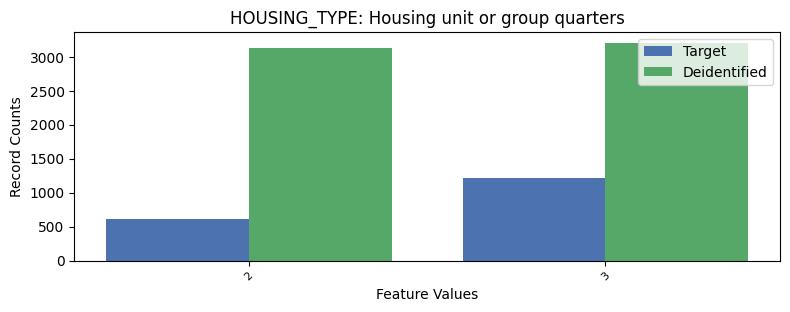 HOUSING_TYPE: Housing unit or group quarters
Target
Deidentified
Record Counts
3000
2500
2000
1500
1000
500
0
2
3
Feature Values